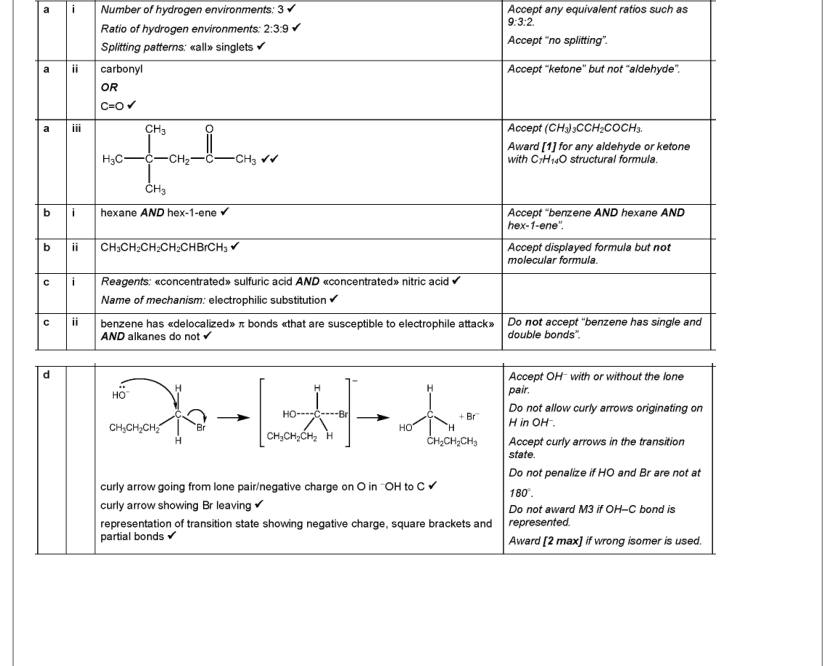 a i Number of hydrogen environments: 3 ✓ Accept any equivalent ratios such as
9:3:2.
Ratio of hydrogen environments: 2:3:9 ✓
Splitting patterns: «all» singlets ✓ Accept “no splitting”.
a ii carbonyl Accept “ketone” but not “aldehyde”.
OR
C=O ✓
a iii CH₃ O Accept (CH₃)₃CCH₂COCH₃.
H₃C—C—CH₂—C—CH₃ ✓✓ Award [1] for any aldehyde or ketone
with C₇H₁₄O structural formula.
CH₃
b i hexane AND hex-1-ene ✓ Accept “benzene AND hexane AND
hex-1-ene”.
b ii CH₃CH₂CH₂CH₂CHBrCH₃ ✓ Accept displayed formula but not
molecular formula.
c i Reagents: «concentrated» sulfuric acid AND «concentrated» nitric acid ✓
Name of mechanism: electrophilic substitution ✓
c ii benzene has «delocalized» π bonds «that are susceptible to electrophile attack» Do not accept “benzene has single and
AND alkanes do not ✓ double bonds”.
d
HO⁻ H CH₃CH₂CH₂ C Br H
H HO----C----Br CH₃CH₂CH₂ H −
H C HO H CH₂CH₂CH₃ + Br⁻
curly arrow going from lone pair/negative charge on O in ⁻OH to C ✓
curly arrow showing Br leaving ✓
representation of transition state showing negative charge, square brackets and
partial bonds ✓
Accept OH⁻ with or without the lone
pair.
Do not allow curly arrows originating on
H in OH⁻.
Accept curly arrows in the transition
state.
Do not penalize if HO and Br are not at
180°.
Do not award M3 if OH–C bond is
represented.
Award [2 max] if wrong isomer is used.